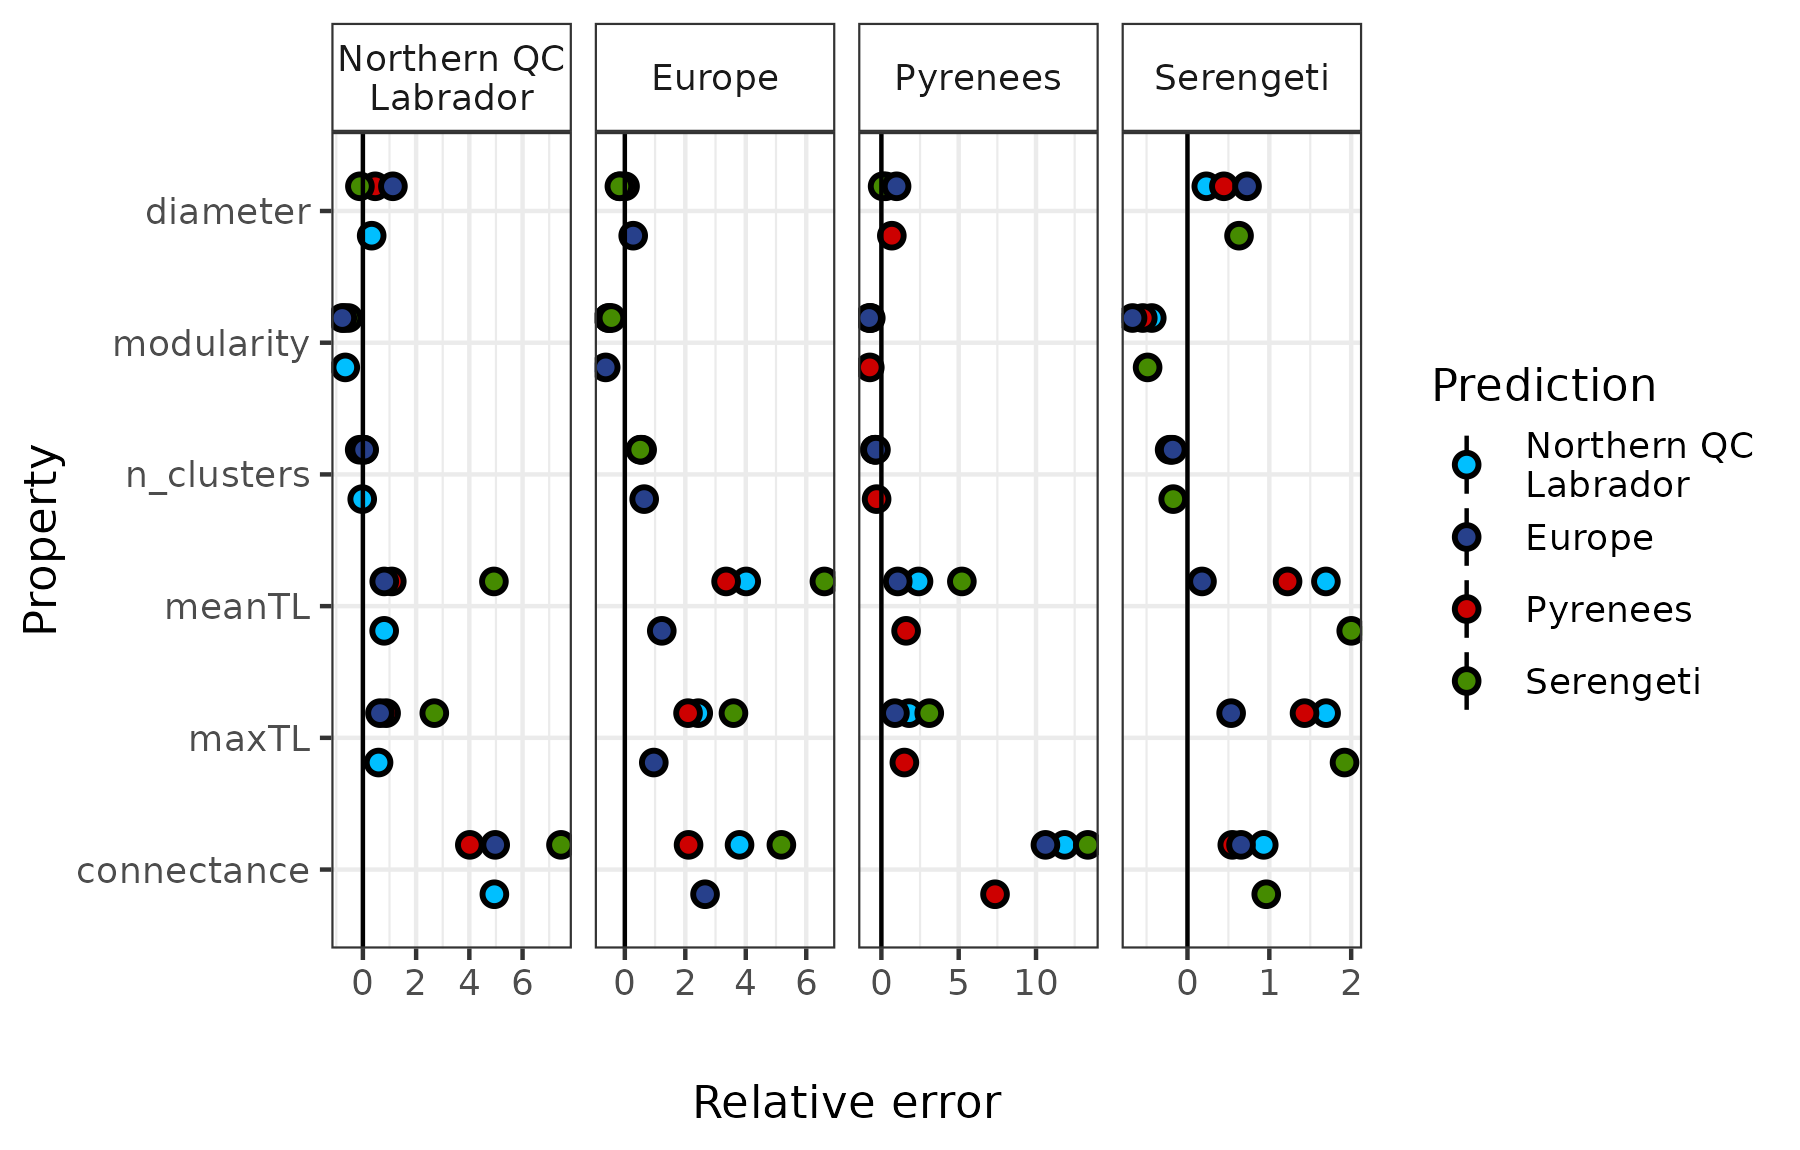 Northern QC
Labrador
Europe
Pyrenees
Serengeti
diameter
modularity
n_clusters
meanTL
maxTL
connectance
Property
0 2 4 6
0 2 4 6
0 5 10
0 1 2
Relative error
Prediction
Northern QC
Labrador
Europe
Pyrenees
Serengeti